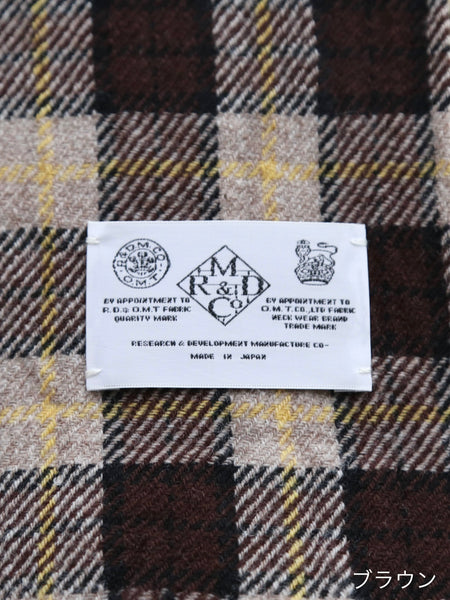 R.&D.M.CO.
O.M.T.
M
R & D
Co.
BY APPOINTMENT TO
R.D.& O.M.T FABRIC
QUARITY MARK
BY APPOINTMENT TO
O.M.T.CO.,LTD FABRIC
NECK WEAR BRAND
TRADE MARK
RESEARCH & DEVELOPMENT MANUFACTURE CO-
MADE IN JAPAN
ブラウン